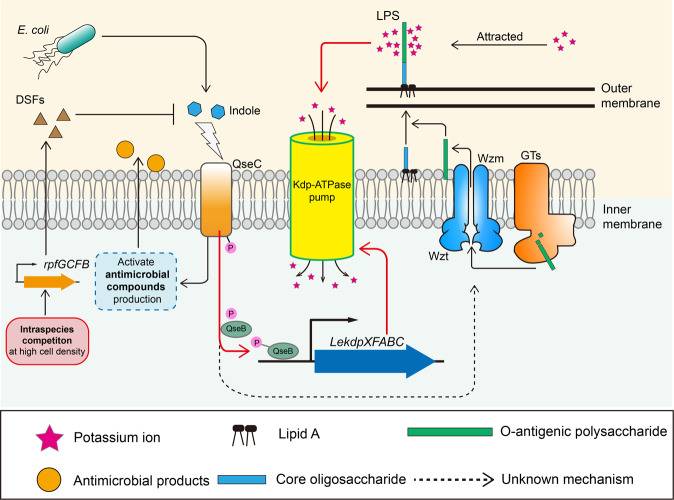 E. coli
LPS
Attracted
DSFs
Indole
Outer
membrane
QseC
Wzm
GTs
Kdp-ATPase
pump
Inner
membrane
Wzt
P
rpfGCFB
Activate
antimicrobial
compounds
production
P
QseB
P
QseB
LekdpXFABC
Intraspecies
competiton
at high cell density
Potassium ion
Lipid A
O-antigenic polysaccharide
Antimicrobial products
Core oligosaccharide
Unknown mechanism